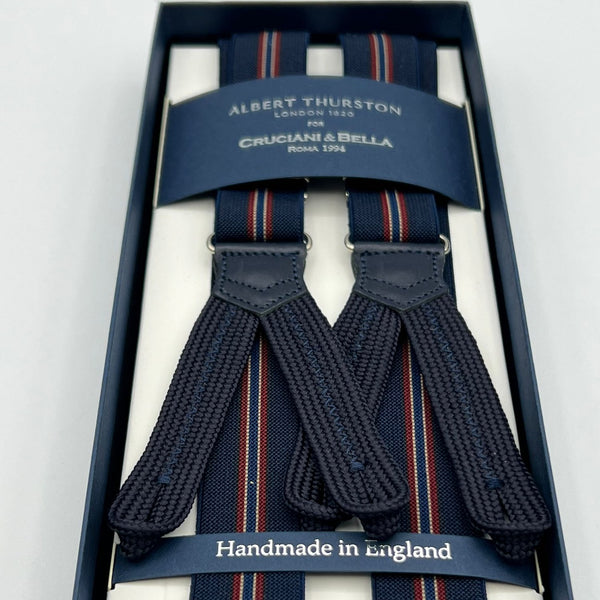 ALBERT THURSTON
LONDON 1820
FOR
CRUCIANI & BELLA
ROMA 1994
Handmade in England